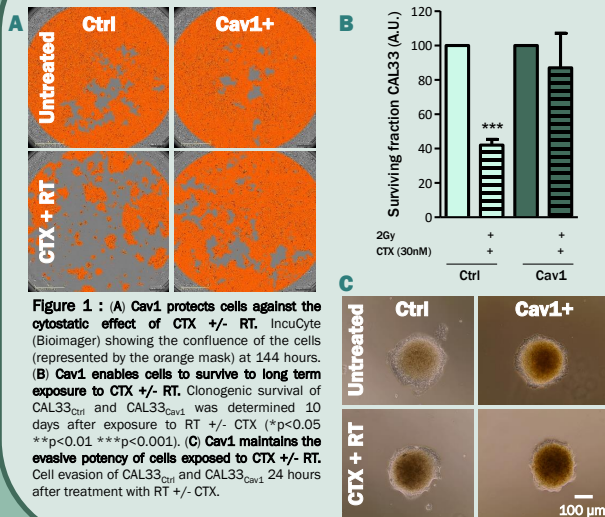 A
Ctrl
Cav1+
Untreated
CTX + RT
B
Surviving fraction CAL33 (A.U.)
120
100
80
60
40
20
0
***
2Gy + +
CTX (30nM) + +
Ctrl Cav1
Figure 1 : (A) Cav1 protects cells against the
cytostatic effect of CTX +/- RT. IncuCyte
(Bioimager) showing the confluence of the cells
(represented by the orange mask) at 144 hours.
(B) Cav1 enables cells to survive to long term
exposure to CTX +/- RT. Clonogenic survival of
CAL33Ctrl and CAL33Cav1 was determined 10
days after exposure to RT +/- CTX (*p<0.05
**p<0.01 ***p<0.001). (C) Cav1 maintains the
evasive potency of cells exposed to CTX +/- RT.
Cell evasion of CAL33Ctrl and CAL33Cav1 24 hours
after treatment with RT +/- CTX.
C
Ctrl
Cav1+
Untreated
CTX + RT
100 µm